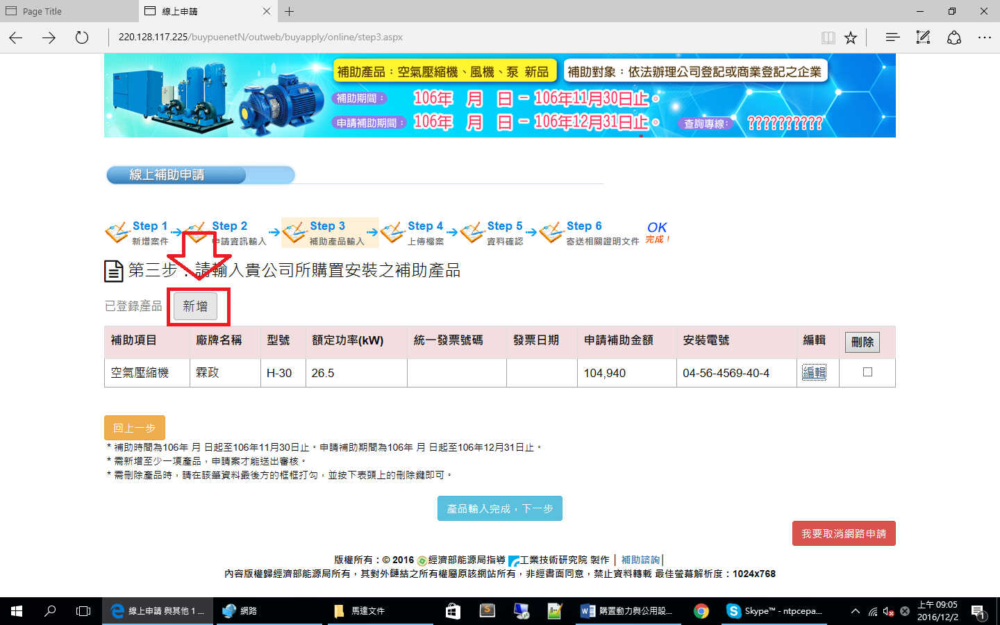 Page Title
線上申請
220.128.117.225/buypuenetN/outweb/buyapply/online/step3.aspx
補助產品：空氣壓縮機、風機、泵 新品
補助對象：依法辦理公司登記或商業登記之企業
補助期間： 106年 月 日－106年11月30日止。
申請補助期間： 106年 月 日－106年12月31日止。 查詢專線： ??????????
線上補助申請
Step 1 Step 2 Step 3 Step 4 Step 5 Step 6 OK
新增案件 申請資訊輸入 補助產品輸入 上傳檔案 資料確認 寄送相關證明文件 完成！
第三步：請輸入貴公司所購置安裝之補助產品
已登錄產品 新增
補助項目 廠牌名稱 型號 額定功率(kW) 統一發票號碼 發票日期 申請補助金額 安裝電號 編輯 刪除
空氣壓縮機 霖政 H-30 26.5 104,940 04-56-4569-40-4 編輯
回上一步
* 補助時間為106年 月 日起至106年11月30日止。申請補助期間為106年 月 日起至106年12月31日止。
* 需新增至少一項產品，申請案才能送出審核。
* 需刪除產品時，請在該筆資料最後方的框框打勾，並按下表頭上的刪除鍵即可。
產品輸入完成，下一步
我要取消網路申請
版權所有：© 2016 經濟部能源局指導 工業技術研究院 製作 | 補助諮詢|
內容版權歸經濟部能源局所有，其對外鏈結之所有權屬原該網站所有，非經書面同意，禁止資料轉載 最佳螢幕解析度：1024x768
線上申請 與其他 1 ...
網路
馬達文件
購置動力與公用設...
Skype™ - ntpcepa...
上午 09:05
2016/12/2
1